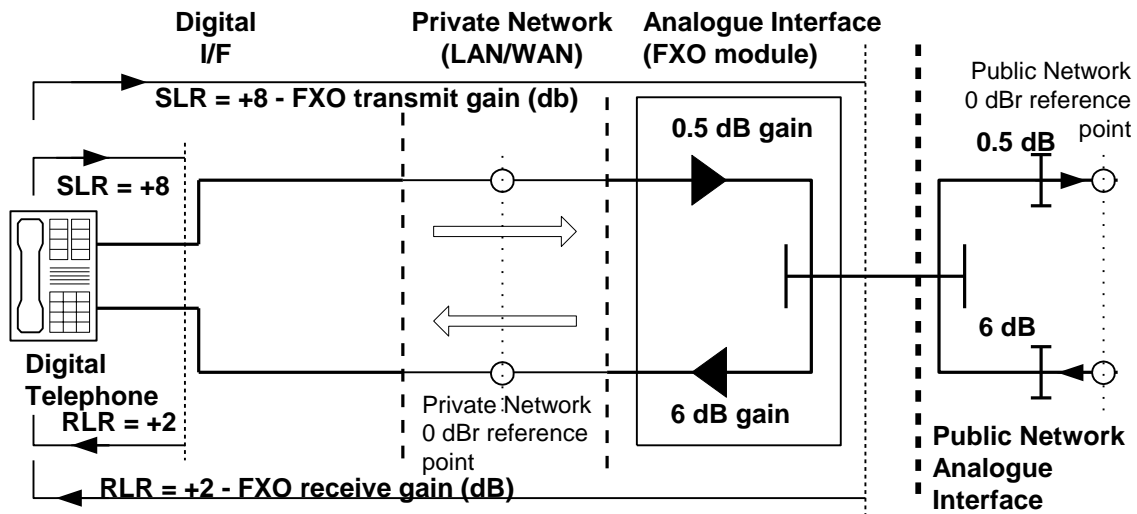 Digital
I/F
Private Network
(LAN/WAN)
Analogue Interface
(FXO module)
Public Network
0 dBr reference
point
SLR = +8 - FXO transmit gain (db)
0.5 dB gain
0.5 dB
SLR = +8
6 dB
Digital
Telephone
RLR = +2
Private Network
0 dBr reference
point
6 dB gain
Public Network
Analogue
Interface
RLR = +2 - FXO receive gain (dB)